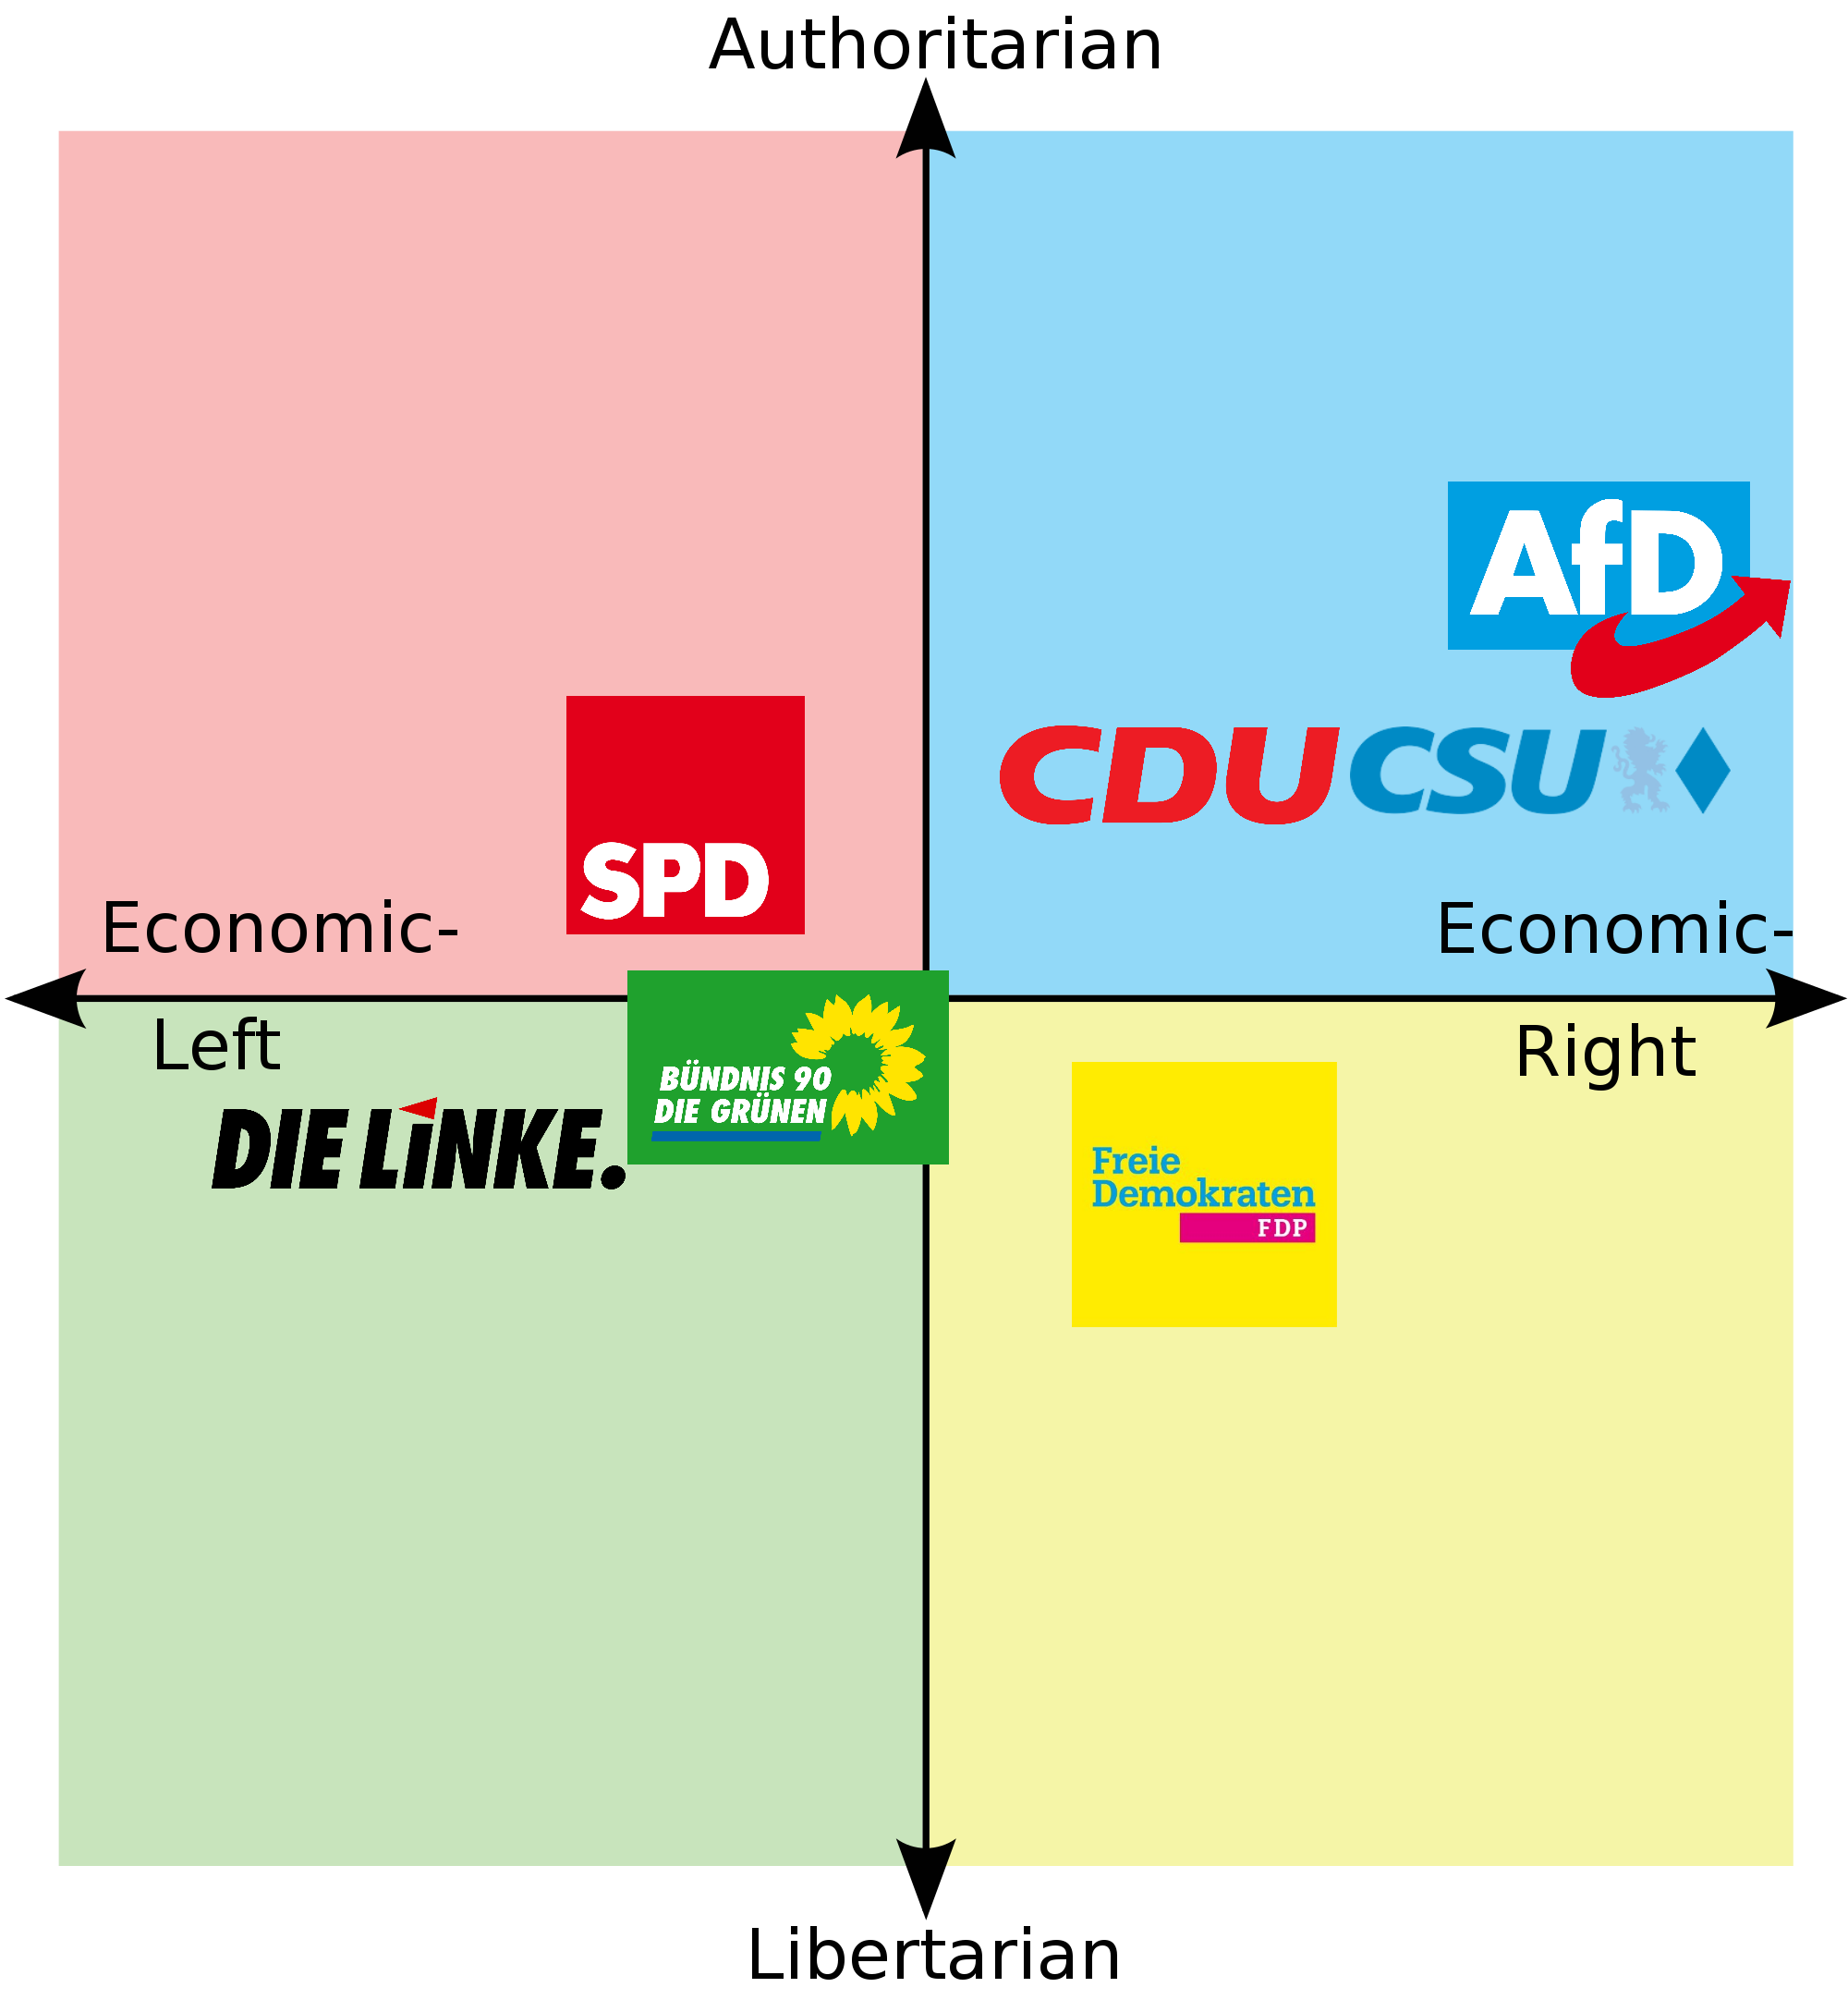 Authoritarian
AfD
CDU CSU
SPD
Economic-
Left
Economic-
Right
BÜNDNIS 90
DIE GRÜNEN
DIE LINKE.
Freie
Demokraten
FDP
Libertarian